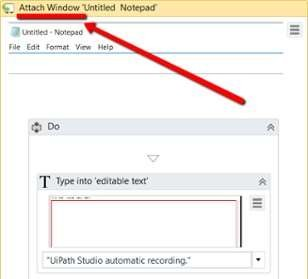 Attach Window 'Untitled Notepad'
Untitled - Notepad
File Edit Format View Help
Do
T Type into 'editable text'
"UiPath Studio automatic recording."